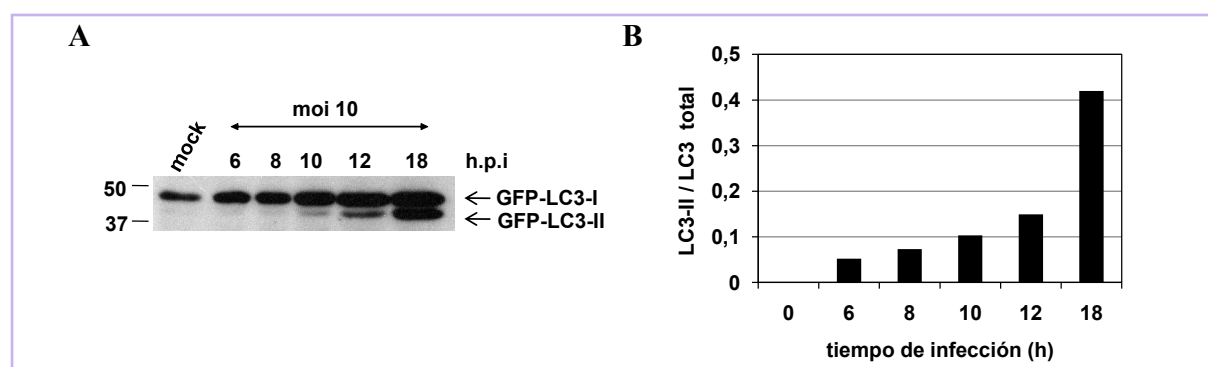 A
moi 10
mock 6 8 10 12 18 h.p.i
50
37
GFP-LC3-I
GFP-LC3-II
B
LC3-II / LC3 total
0,5
0,4
0,3
0,2
0,1
0
0 6 8 10 12 18
tiempo de infección (h)